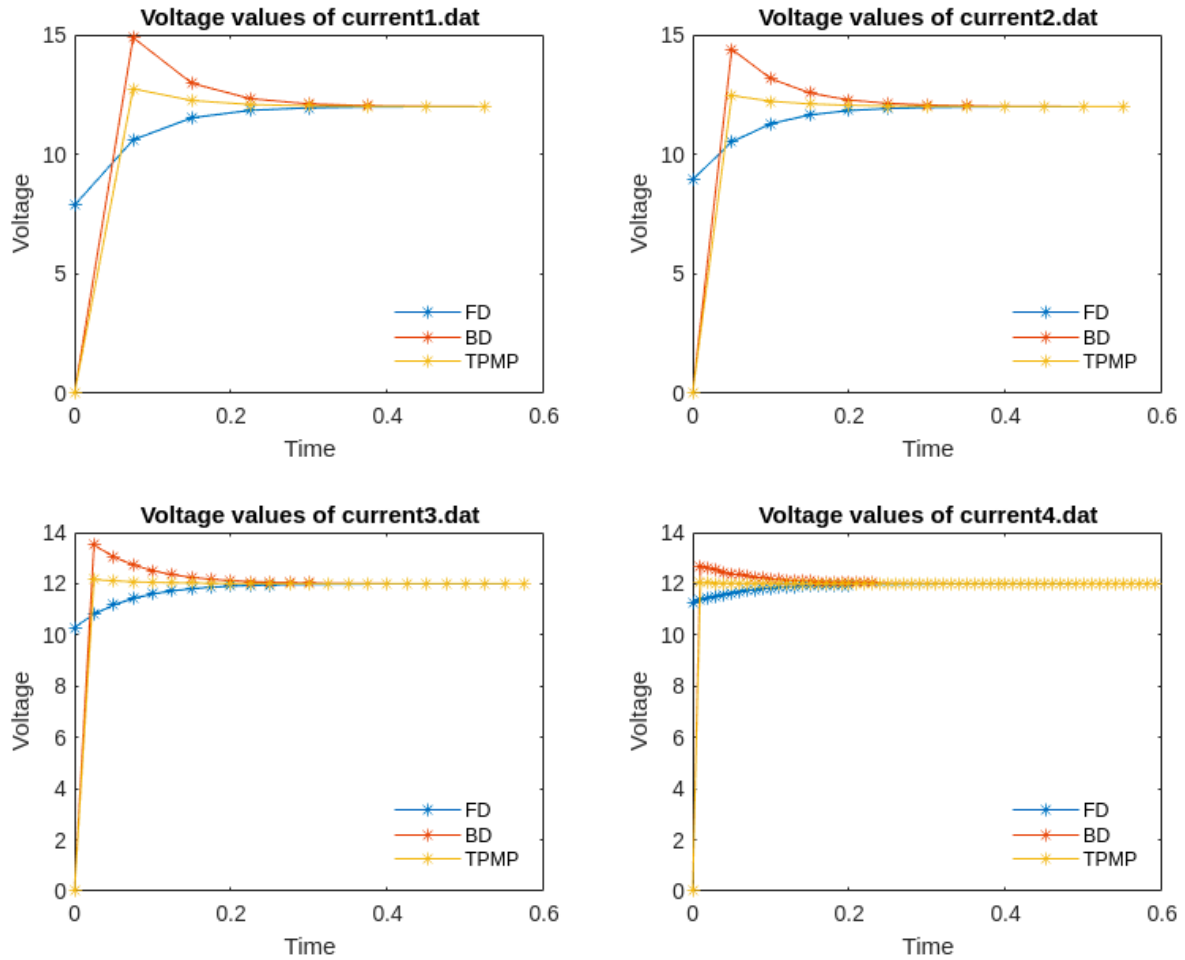 Voltage values of current1.dat
15
10
5
0
Voltage
0
0.2
0.4
0.6
Time
FD
BD
TPMP
Voltage values of current2.dat
15
10
5
0
Voltage
0
0.2
0.4
0.6
Time
FD
BD
TPMP
Voltage values of current3.dat
14
12
10
8
6
4
2
0
Voltage
0
0.2
0.4
0.6
Time
FD
BD
TPMP
Voltage values of current4.dat
14
12
10
8
6
4
2
0
Voltage
0
0.2
0.4
0.6
Time
FD
BD
TPMP